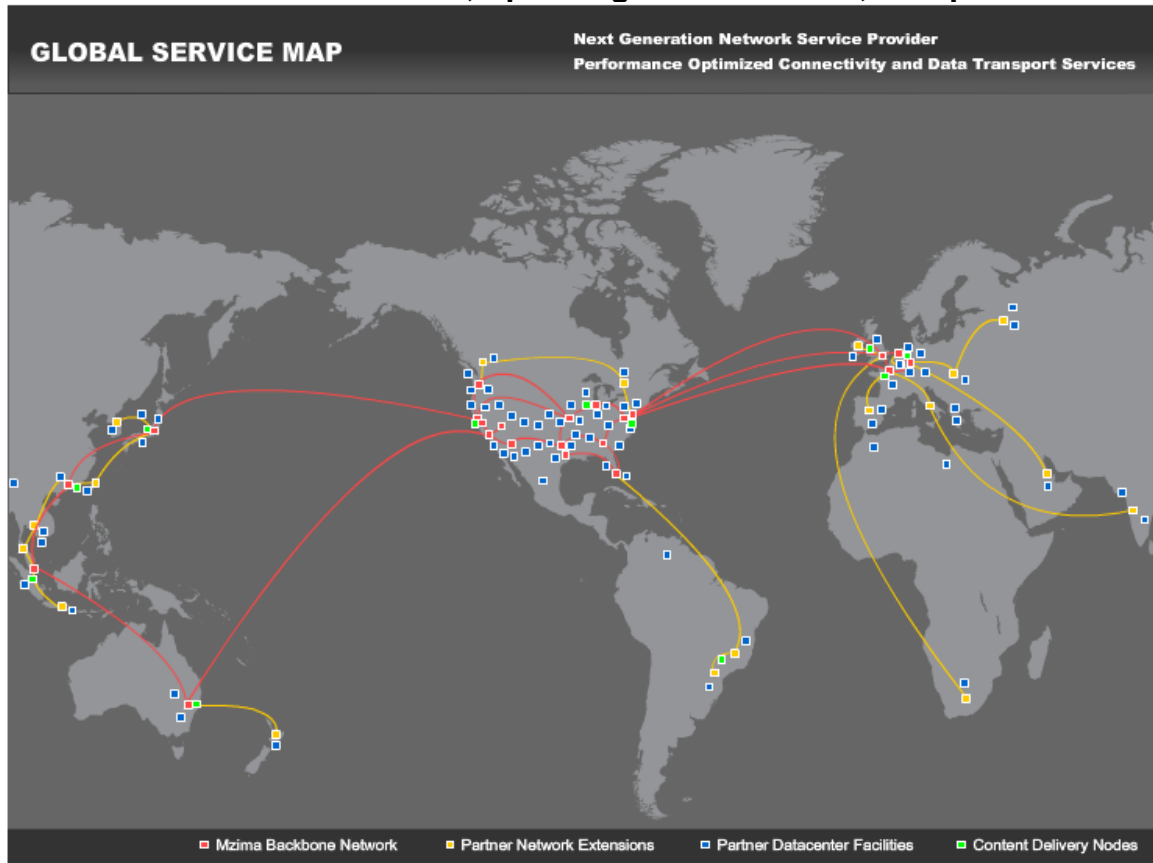 GLOBAL SERVICE MAP
Next Generation Network Service Provider
Performance Optimized Connectivity and Data Transport Services
Mzima Backbone Network
Partner Network Extensions
Partner Datacenter Facilities
Content Delivery Nodes